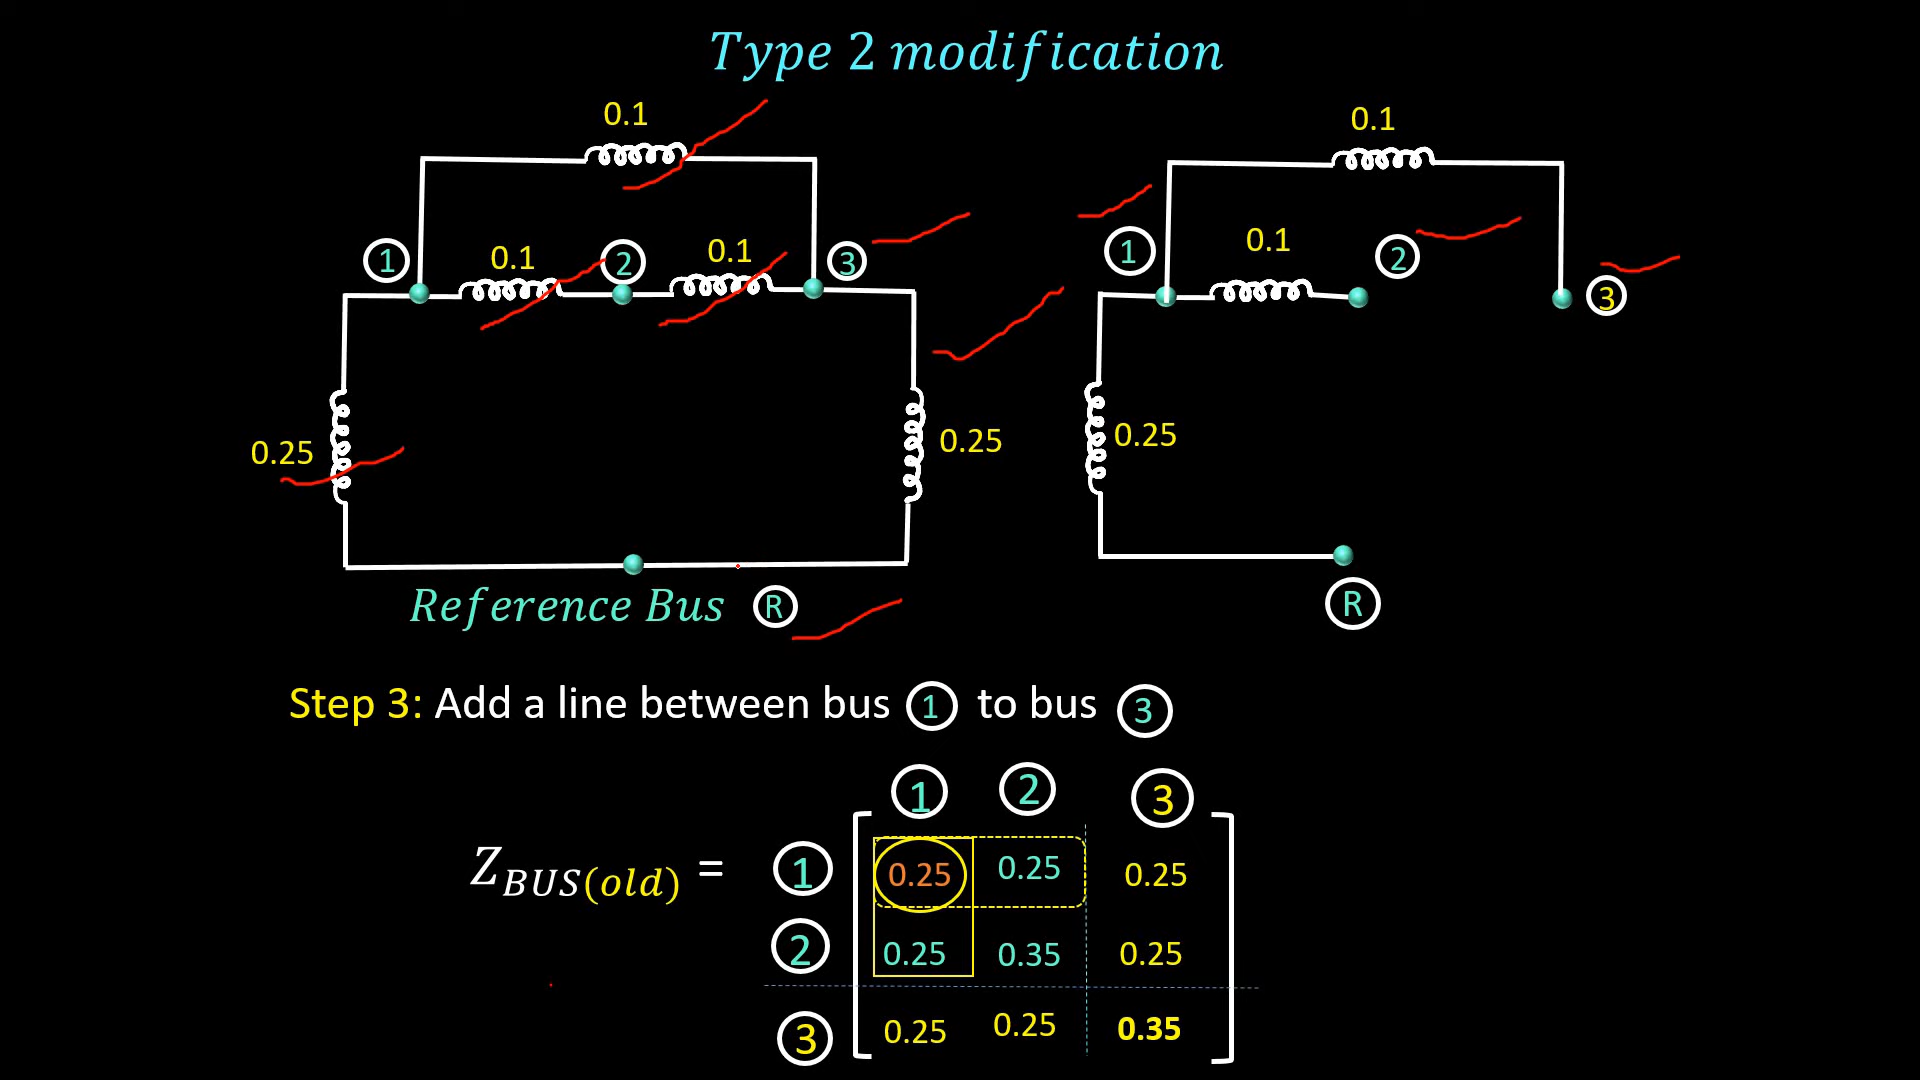 Type 2 modification
0.1
0.1
1
0.1
2
0.1
3
1
0.1
2
3
0.25
0.25
0.25
Reference Bus R
R
Step 3: Add a line between bus 1 to bus 3
1 2 3
Z_BUS(old) = 1 0.25 0.25 0.25
2 0.25 0.35 0.25
3 0.25 0.25 0.35